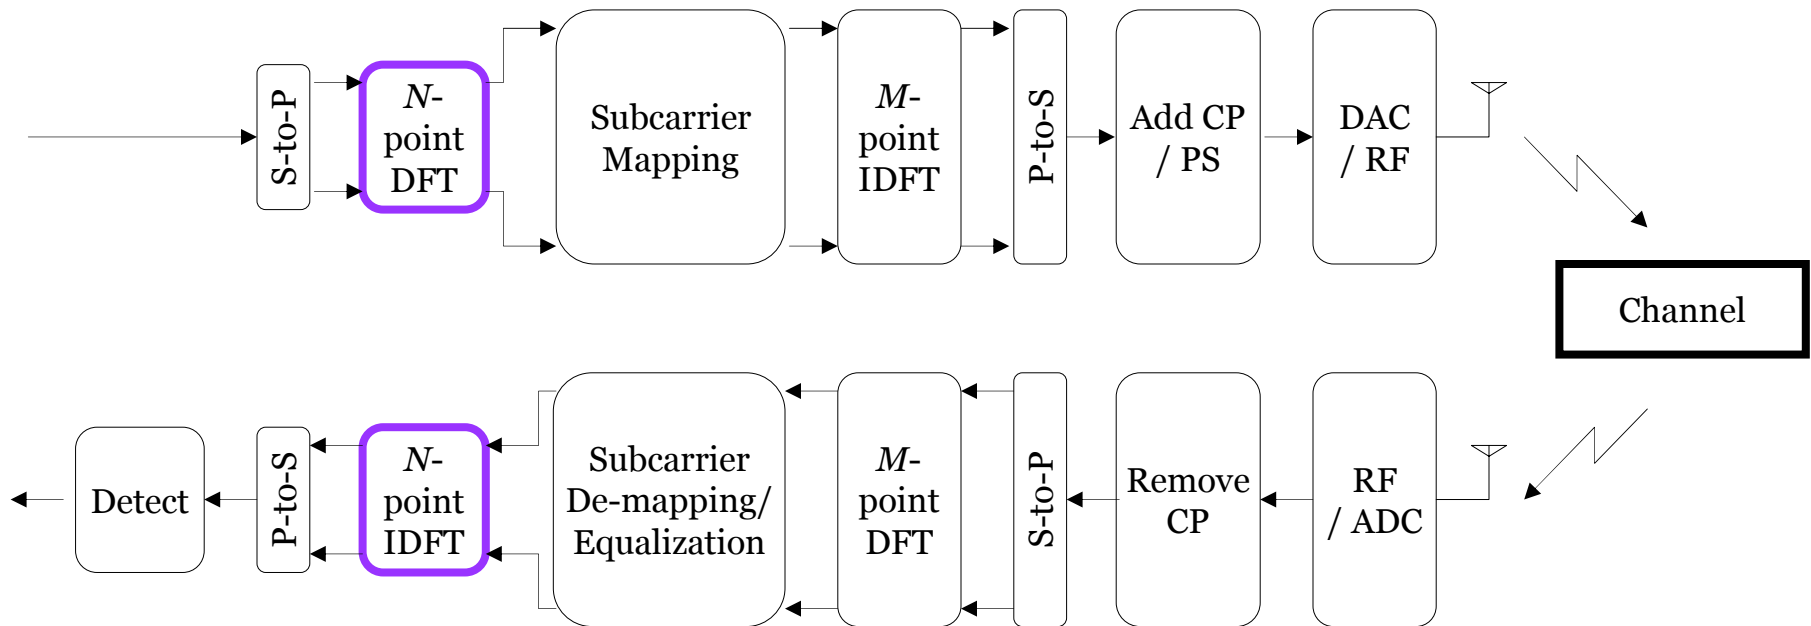 S-to-P
N-
point
DFT
Subcarrier
Mapping
M-
point
IDFT
P-to-S
Add CP
/ PS
DAC
/ RF
Channel
Detect
P-to-S
N-
point
IDFT
Subcarrier
De-mapping/
Equalization
M-
point
DFT
S-to-P
Remove
CP
RF
/ ADC